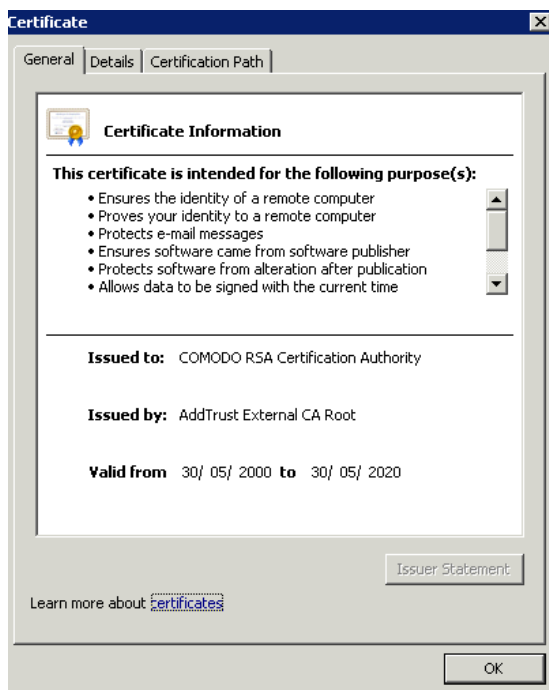 Certificate
General Details Certification Path
Certificate Information
This certificate is intended for the following purpose(s):
• Ensures the identity of a remote computer
• Proves your identity to a remote computer
• Protects e-mail messages
• Ensures software came from software publisher
• Protects software from alteration after publication
• Allows data to be signed with the current time
Issued to: COMODO RSA Certification Authority
Issued by: AddTrust External CA Root
Valid from 30/ 05/ 2000 to 30/ 05/ 2020
Issuer Statement
Learn more about certificates
OK